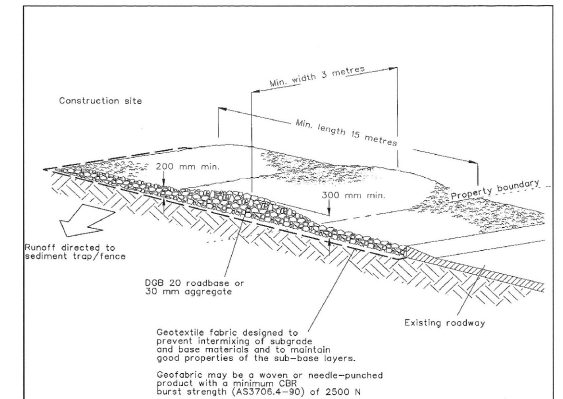 Min. width 3 metres
Construction site
Min. length 15 metres
200 mm min.
300 mm min.
Property boundary
Runoff directed to
sediment trap/fence
DGB 20 roadbase or
30 mm aggregate
Existing roadway
Geotextile fabric designed to
prevent intermixing of subgrade
and base materials and to maintain
good properties of the sub-base layers.
Geofabric may be a woven or needle-punched
product with a minimum CBR
burst strength (AS3706.4-90) of 2500 N